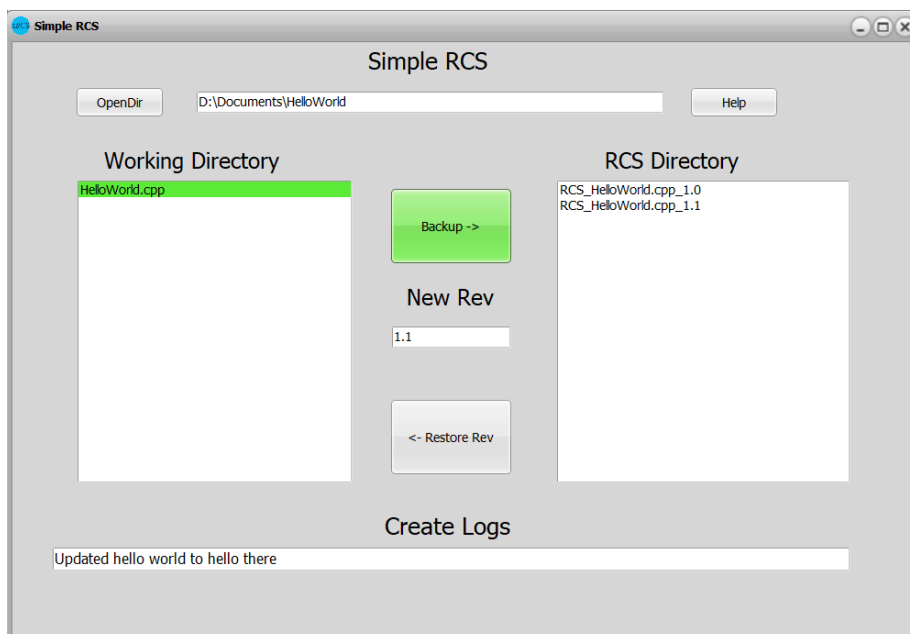 Simple RCS
Simple RCS
OpenDir
D:\Documents\HelloWorld
Help
Working Directory
RCS Directory
HelloWorld.cpp
RCS_HelloWorld.cpp_1.0
RCS_HelloWorld.cpp_1.1
Backup ->
New Rev
1.1
<- Restore Rev
Create Logs
Updated hello world to hello there